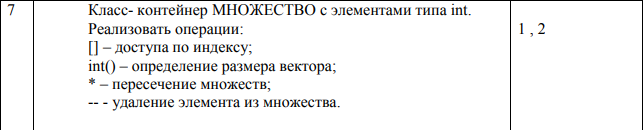 7
Класс- контейнер МНОЖЕСТВО с элементами типа int.
Реализовать операции:
1 , 2
[] – доступа по индексу;
int() – определение размера вектора;
* – пересечение множеств;
-- - удаление элемента из множества.